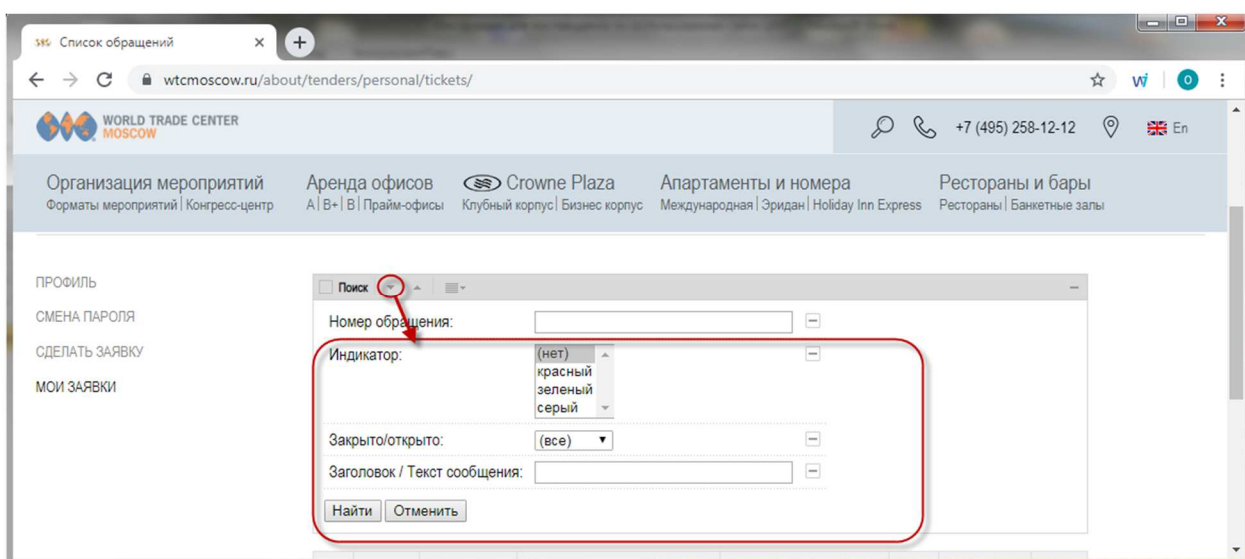 Список обращений
wtcmoscow.ru/about/tenders/personal/tickets/
O
WORLD TRADE CENTER
MOSCOW
+7 (495) 258-12-12
En
Организация мероприятий
Форматы мероприятий | Конгресс-центр
Аренда офисов
A | B+ | B | Прайм-офисы
Crowne Plaza
Клубный корпус | Бизнес корпус
Апартаменты и номера
Международная | Эридан | Holiday Inn Express
Рестораны и бары
Рестораны | Банкетные залы
ПРОФИЛЬ
СМЕНА ПАРОЛЯ
СДЕЛАТЬ ЗАЯВКУ
МОИ ЗАЯВКИ
Поиск
Номер обращения:
Индикатор:
(нет)
красный
зеленый
серый
Закрыто/открыто:
(все)
Заголовок / Текст сообщения:
Найти
Отменить